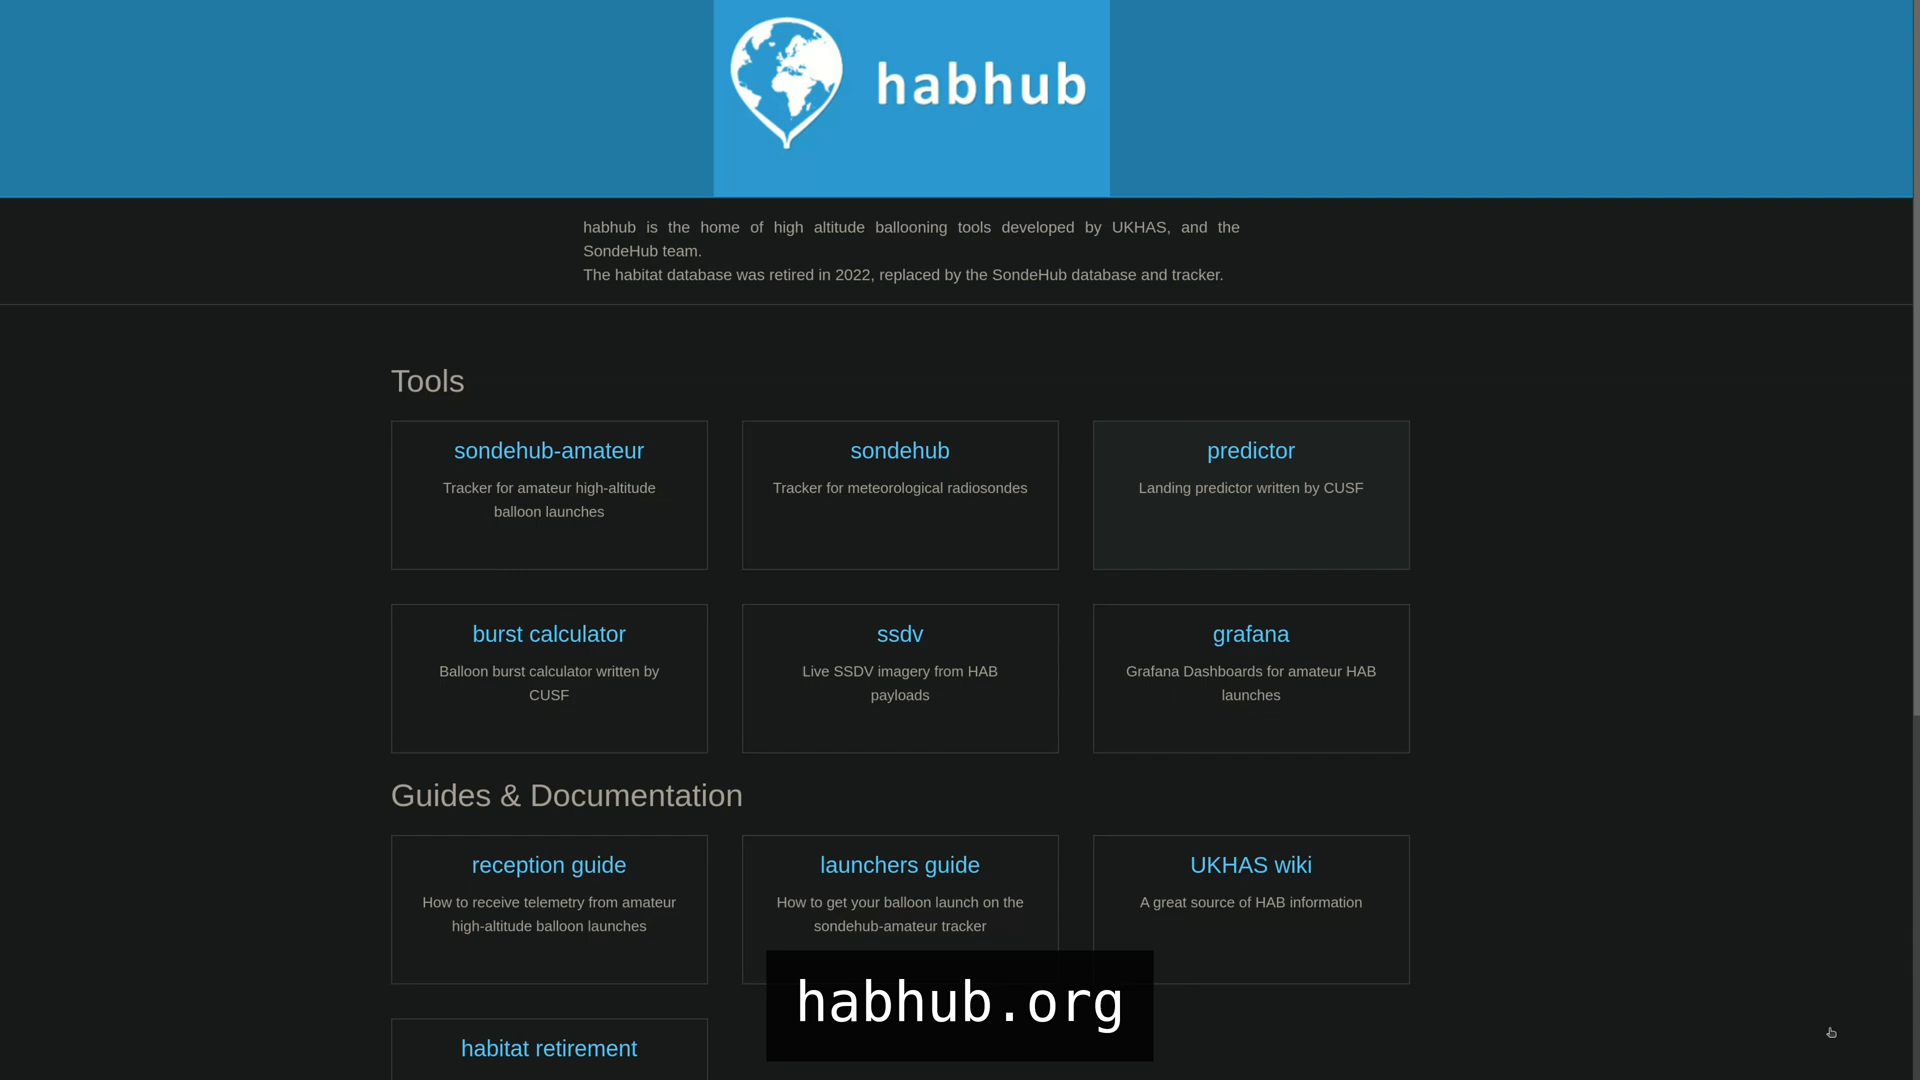 habhub
habhub is the home of high altitude ballooning tools developed by UKHAS, and the
SondeHub team.
The habitat database was retired in 2022, replaced by the SondeHub database and tracker.
Tools
sondehub-amateur
Tracker for amateur high-altitude
balloon launches
sondehub
Tracker for meteorological radiosondes
predictor
Landing predictor written by CUSF
burst calculator
Balloon burst calculator written by
CUSF
ssdv
Live SSDV imagery from HAB
payloads
grafana
Grafana Dashboards for amateur HAB
launches
Guides & Documentation
reception guide
How to receive telemetry from amateur
high-altitude balloon launches
launchers guide
How to get your balloon launch on the
sondehub-amateur tracker
UKHAS wiki
A great source of HAB information
habitat retirement
habhub.org